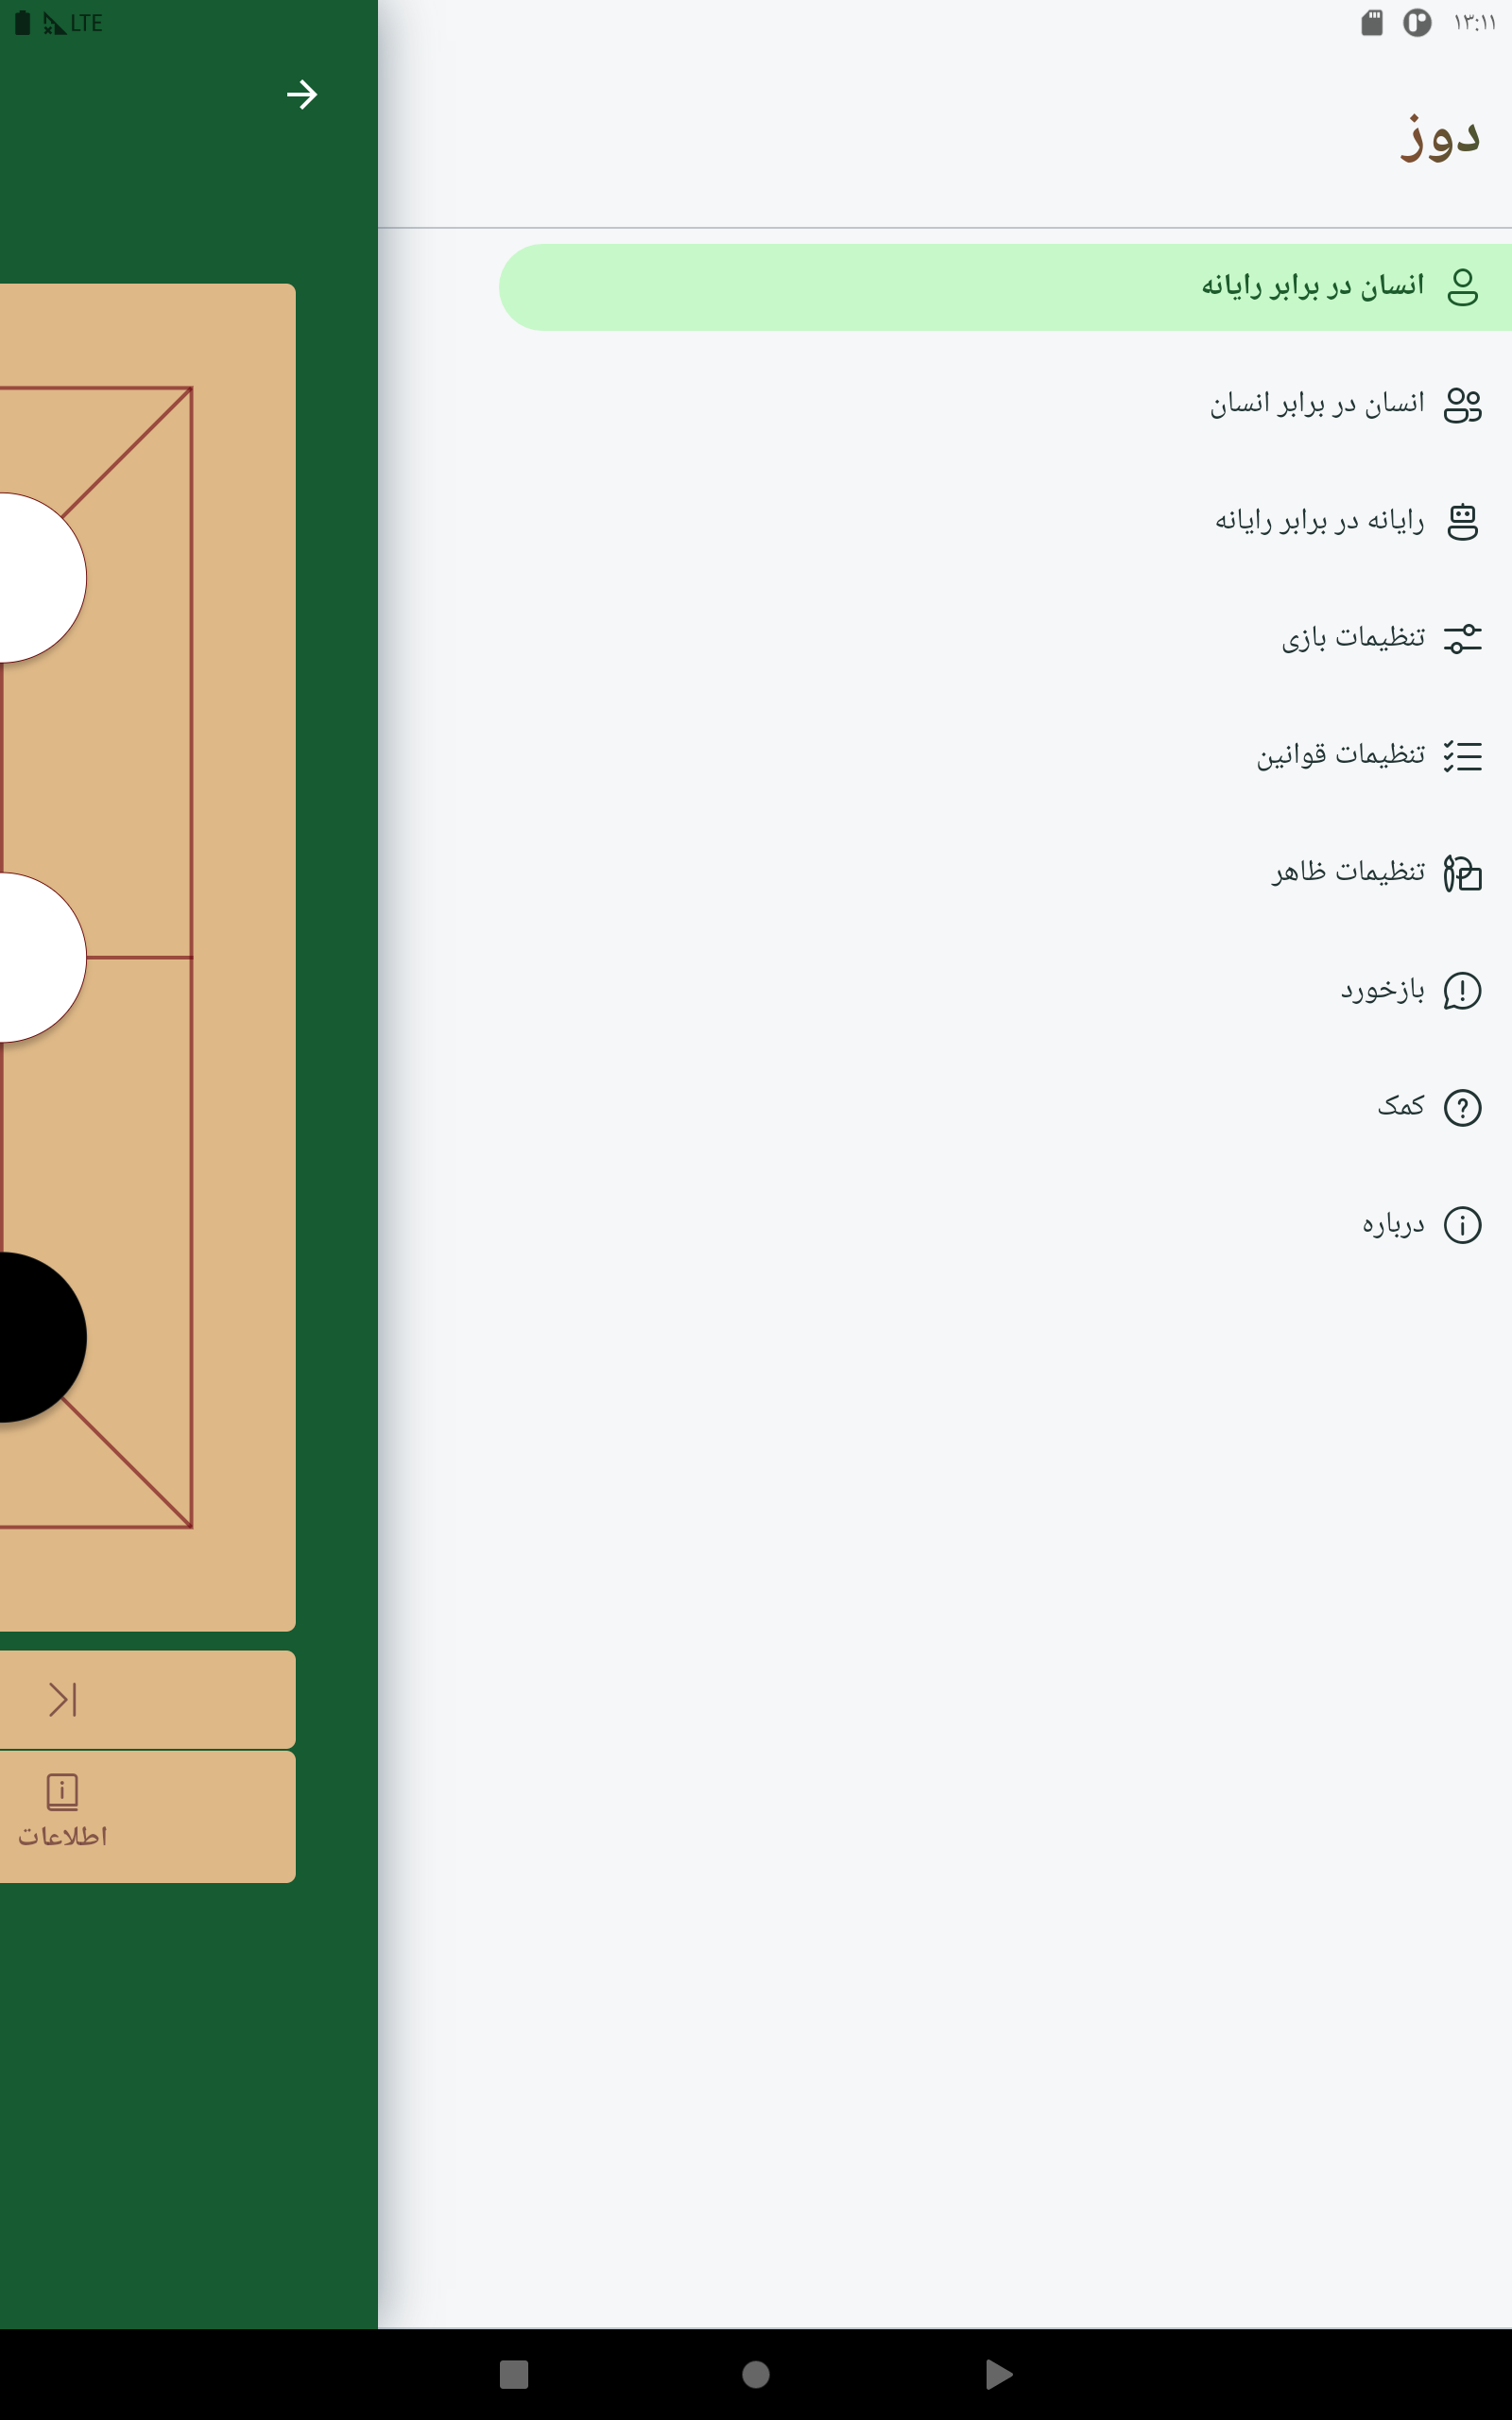 ۱۳:۱۱
LTE
دوز
انسان در برابر رایانه
انسان در برابر انسان
رایانه در برابر رایانه
تنظیمات بازی
تنظیمات قوانین
تنظیمات ظاهر
بازخورد
کمک
درباره
اطلاعات